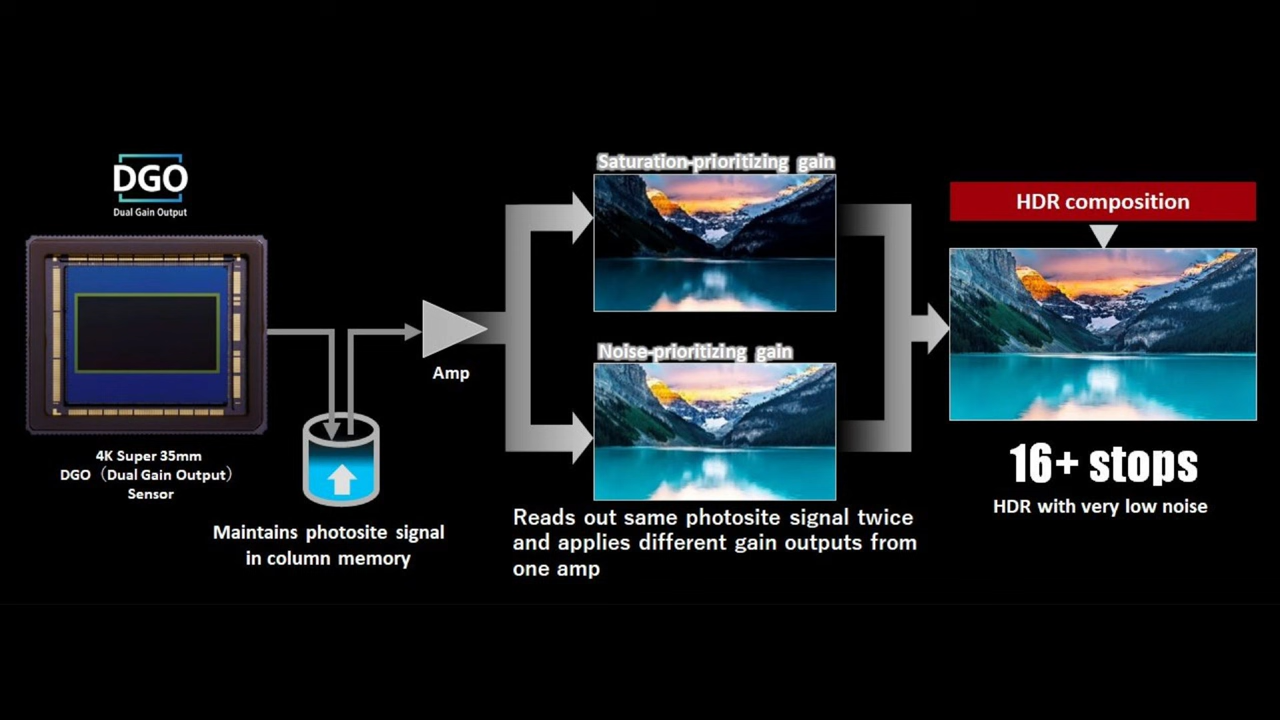 DGO
Dual Gain Output
4K Super 35mm
DGO（Dual Gain Output）
Sensor
Maintains photosite signal
in column memory
Amp
Saturation-prioritizing gain
Noise-prioritizing gain
Reads out same photosite signal twice
and applies different gain outputs from
one amp
HDR composition
16+ stops
HDR with very low noise